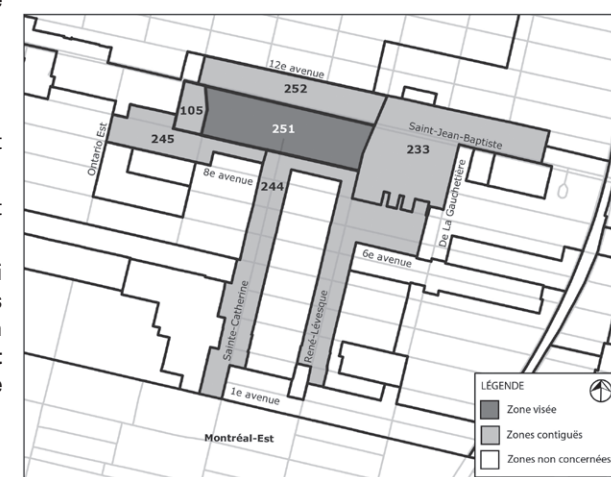 12e avenue
252
105
251
Saint-Jean-Baptiste
245
233
Ontario Est
8e avenue
244
De La Gauchetière
6e avenue
Sainte-Catherine
René-Lévesque
1e avenue
Montréal-Est
LÉGENDE
Zone visée
Zones contiguës
Zones non concernées